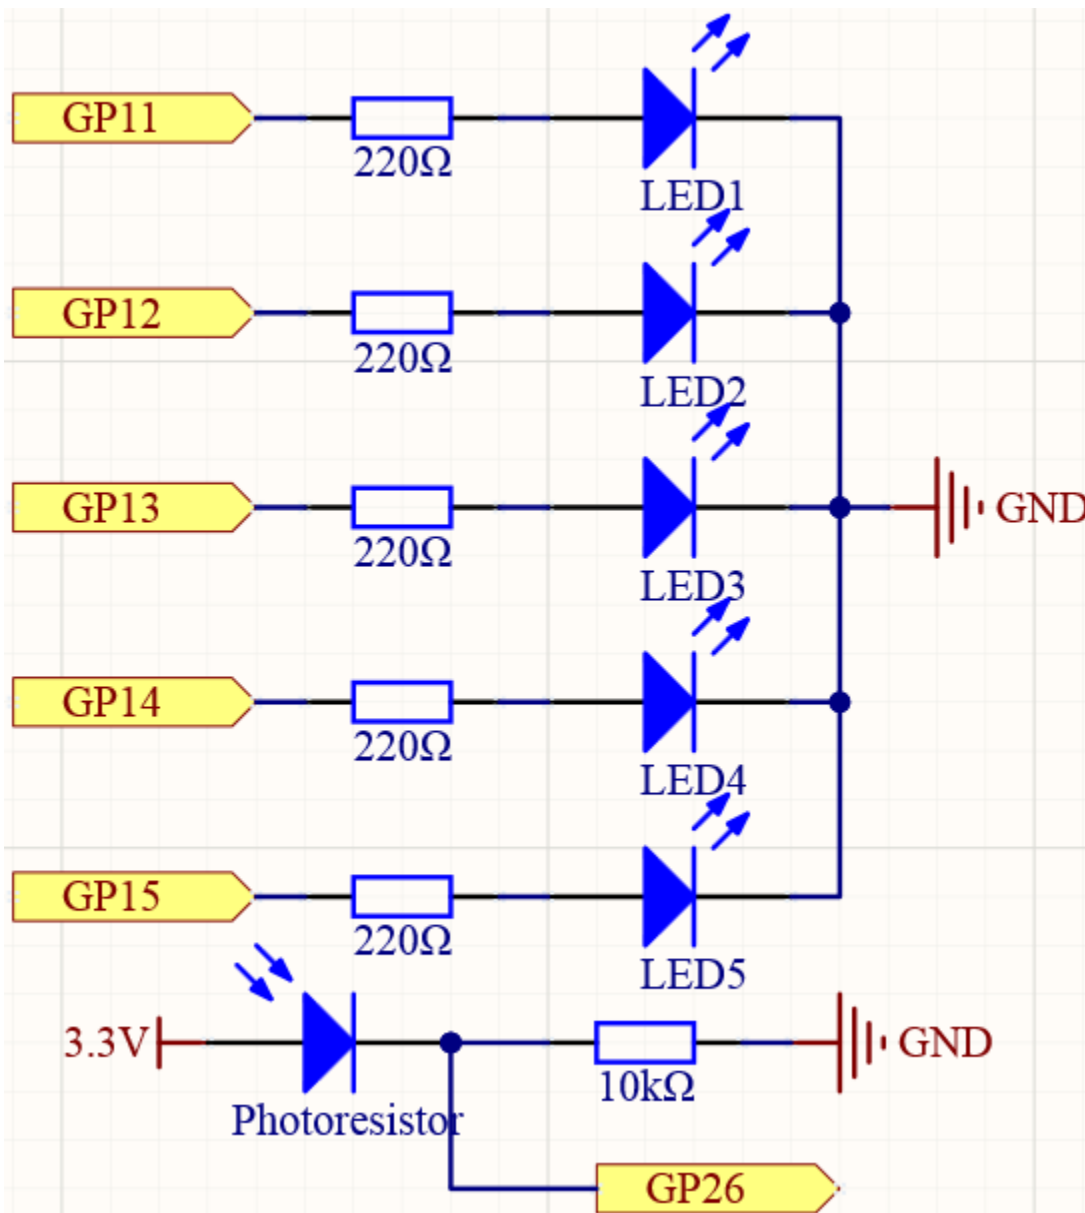 GP11
220Ω
LED1
GP12
220Ω
LED2
GP13
220Ω
LED3
GND
GP14
220Ω
LED4
GP15
220Ω
LED5
3.3V
Photoresistor
10kΩ
GND
GP26